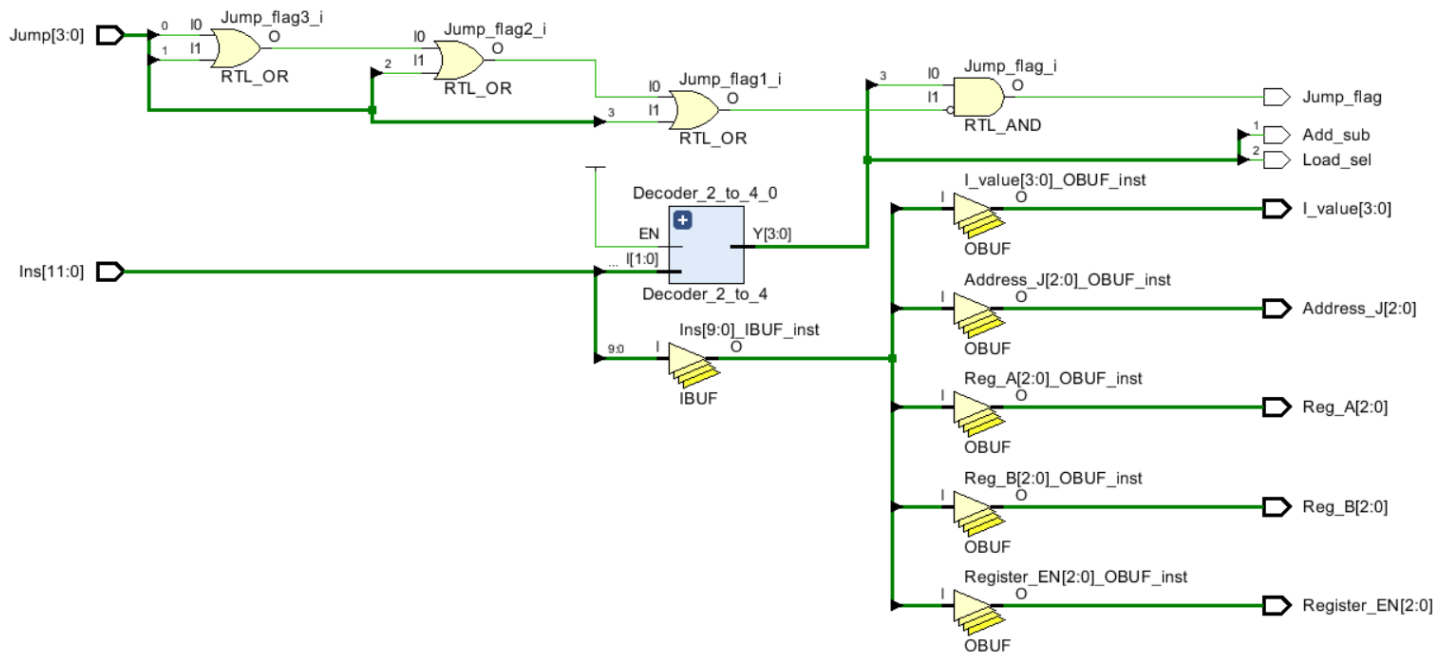 Jump[3:0]
0
1
I0
I1
Jump_flag3_i
O
RTL_OR
2
I0
I1
Jump_flag2_i
O
RTL_OR
3
I0
I1
Jump_flag1_i
O
RTL_OR
3
I0
I1
Jump_flag_i
O
RTL_AND
Jump_flag
1
Add_sub
2
Load_sel
Decoder_2_to_4_0
EN
... I[1:0]
Y[3:0]
Decoder_2_to_4
Ins[11:0]
9:0
I
Ins[9:0]_IBUF_inst
O
IBUF
I_value[3:0]_OBUF_inst
I
O
OBUF
I_value[3:0]
Address_J[2:0]_OBUF_inst
I
O
OBUF
Address_J[2:0]
Reg_A[2:0]_OBUF_inst
I
O
OBUF
Reg_A[2:0]
Reg_B[2:0]_OBUF_inst
I
O
OBUF
Reg_B[2:0]
Register_EN[2:0]_OBUF_inst
I
O
OBUF
Register_EN[2:0]